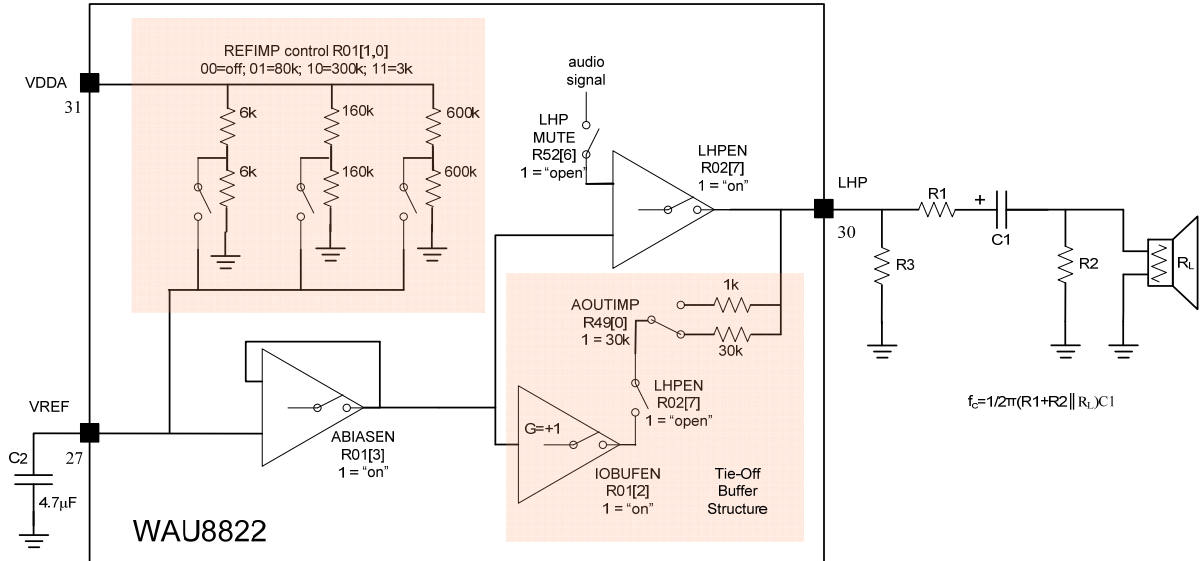 REFIMP control R01[1,0]
00=off; 01=80k; 10=300k; 11=3k
VDDA
31
6k
160k
600k
6k
160k
600k
audio
signal
LHP
MUTE
R52[6]
1 = “open”
LHPEN
R02[7]
1 = “on”
LHP
30
R1
+
C1
R3
R2
RL
1k
AOUTIMP
R49[0]
1 = 30k
30k
LHPEN
R02[7]
1 = “open”
fc=1/2π(R1+R2||RL)C1
VREF
27
C2
4.7µF
ABIASEN
R01[3]
1 = “on”
G=+1
IOBUFEN
R01[2]
1 = “on”
Tie-Off
Buffer
Structure
WAU8822